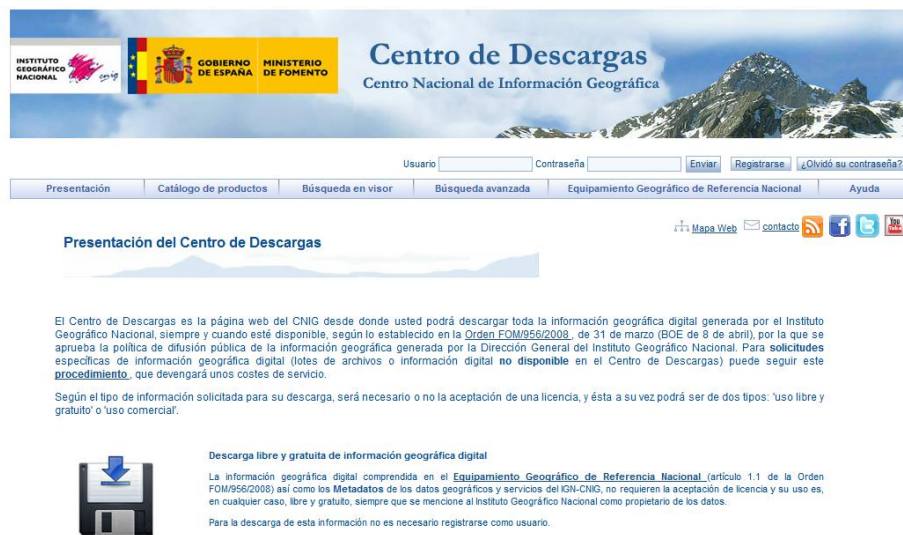 INSTITUTO
GEOGRÁFICO
NACIONAL
cnig
GOBIERNO
DE ESPAÑA
MINISTERIO
DE FOMENTO
Centro de Descargas
Centro Nacional de Información Geográfica
Usuario Contraseña Enviar Registrarse ¿Olvidó su contraseña?
Presentación Catálogo de productos Búsqueda en visor Búsqueda avanzada Equipamiento Geográfico de Referencia Nacional Ayuda
Mapa Web contacto You Tube
Presentación del Centro de Descargas
El Centro de Descargas es la página web del CNIG desde donde usted podrá descargar toda la información geográfica digital generada por el Instituto
Geográfico Nacional, siempre y cuando esté disponible, según lo establecido en la Orden FOM/956/2008 , de 31 de marzo (BOE de 8 de abril), por la que se
aprueba la política de difusión pública de la información geográfica generada por la Dirección General del Instituto Geográfico Nacional. Para solicitudes
específicas de información geográfica digital (lotes de archivos o información digital no disponible en el Centro de Descargas) puede seguir este
procedimiento , que devengará unos costes de servicio.
Según el tipo de información solicitada para su descarga, será necesario o no la aceptación de una licencia, y ésta a su vez podrá ser de dos tipos: 'uso libre y
gratuito' o 'uso comercial'.
Descarga libre y gratuita de información geográfica digital
La información geográfica digital comprendida en el Equipamiento Geográfico de Referencia Nacional (artículo 1.1 de la Orden
FOM/956/2008) así como los Metadatos de los datos geográficos y servicios del IGN-CNIG, no requieren la aceptación de licencia y su uso es,
en cualquier caso, libre y gratuito, siempre que se mencione al Instituto Geográfico Nacional como propietario de los datos.
Para la descarga de esta información no es necesario registrarse como usuario.